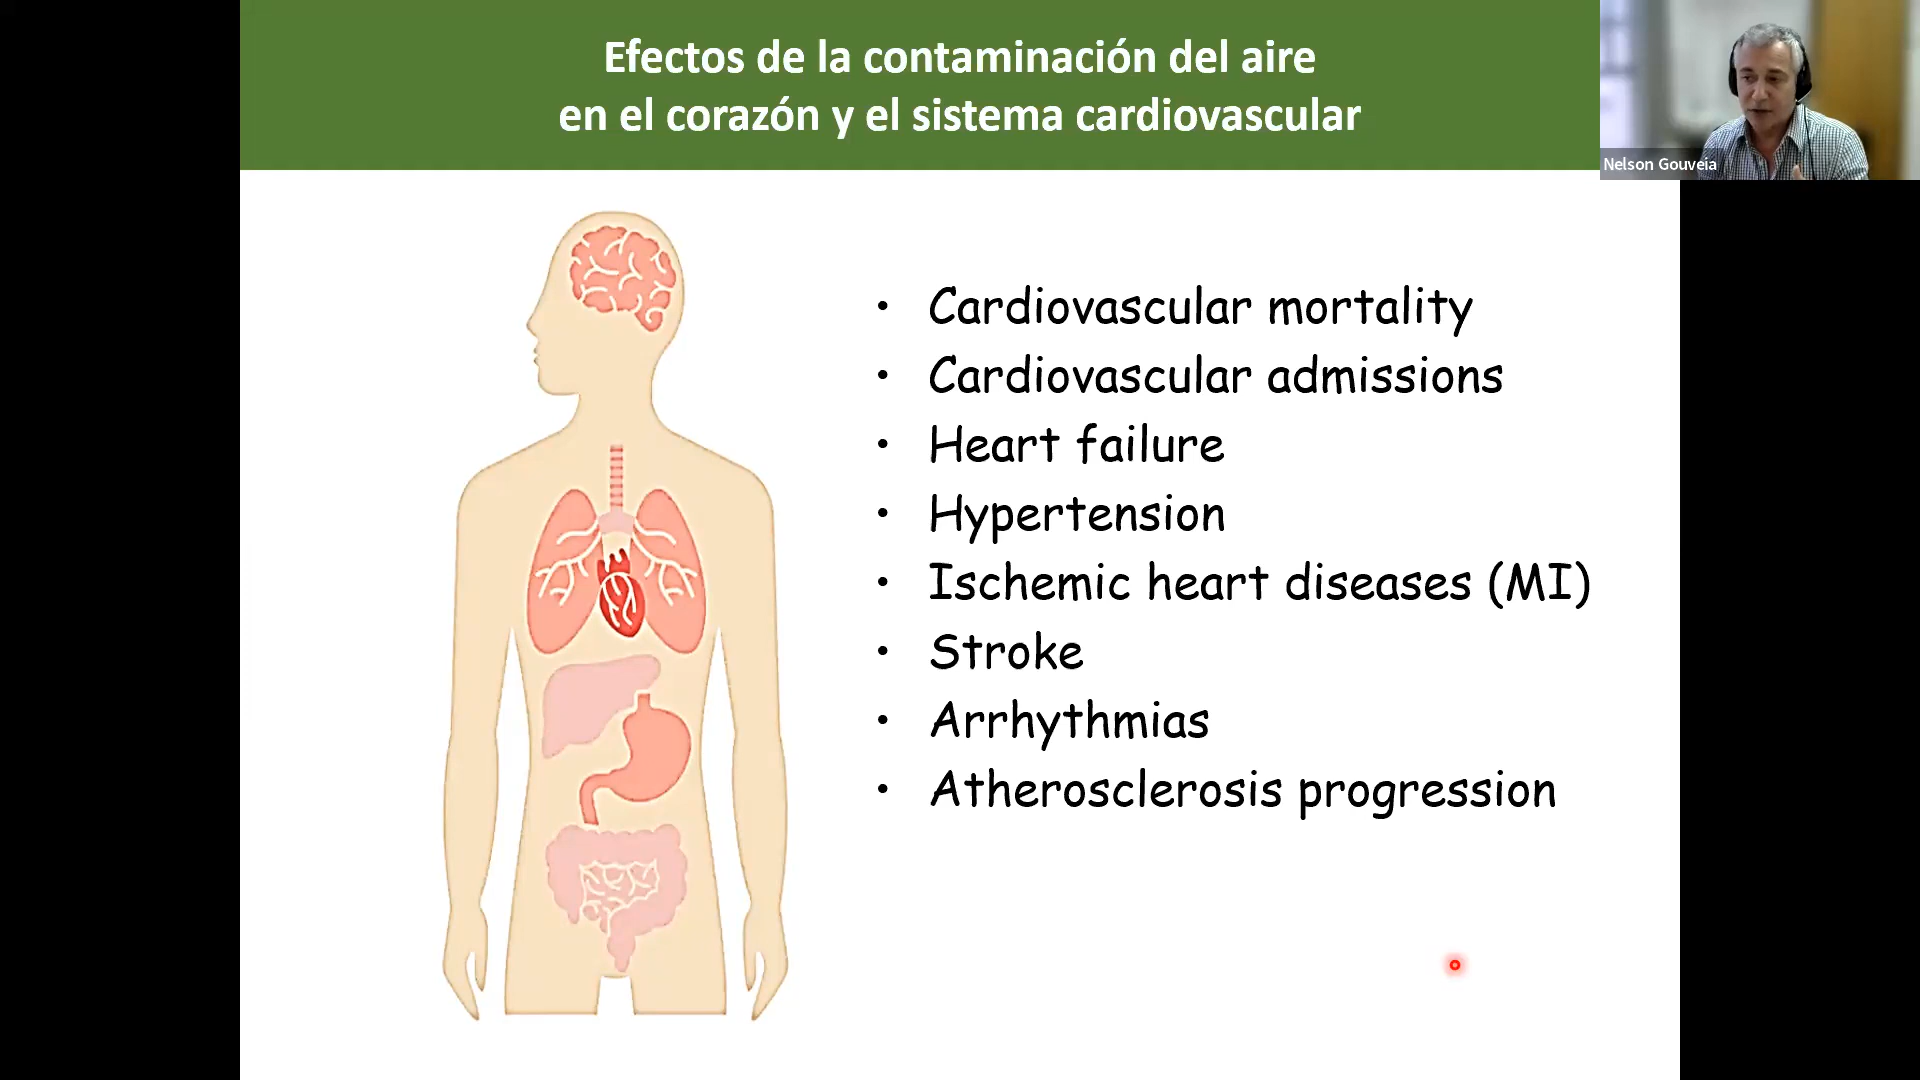 Efectos de la contaminación del aire
en el corazón y el sistema cardiovascular
Nelson Gouveia
• Cardiovascular mortality
• Cardiovascular admissions
• Heart failure
• Hypertension
• Ischemic heart diseases (MI)
• Stroke
• Arrhythmias
• Atherosclerosis progression